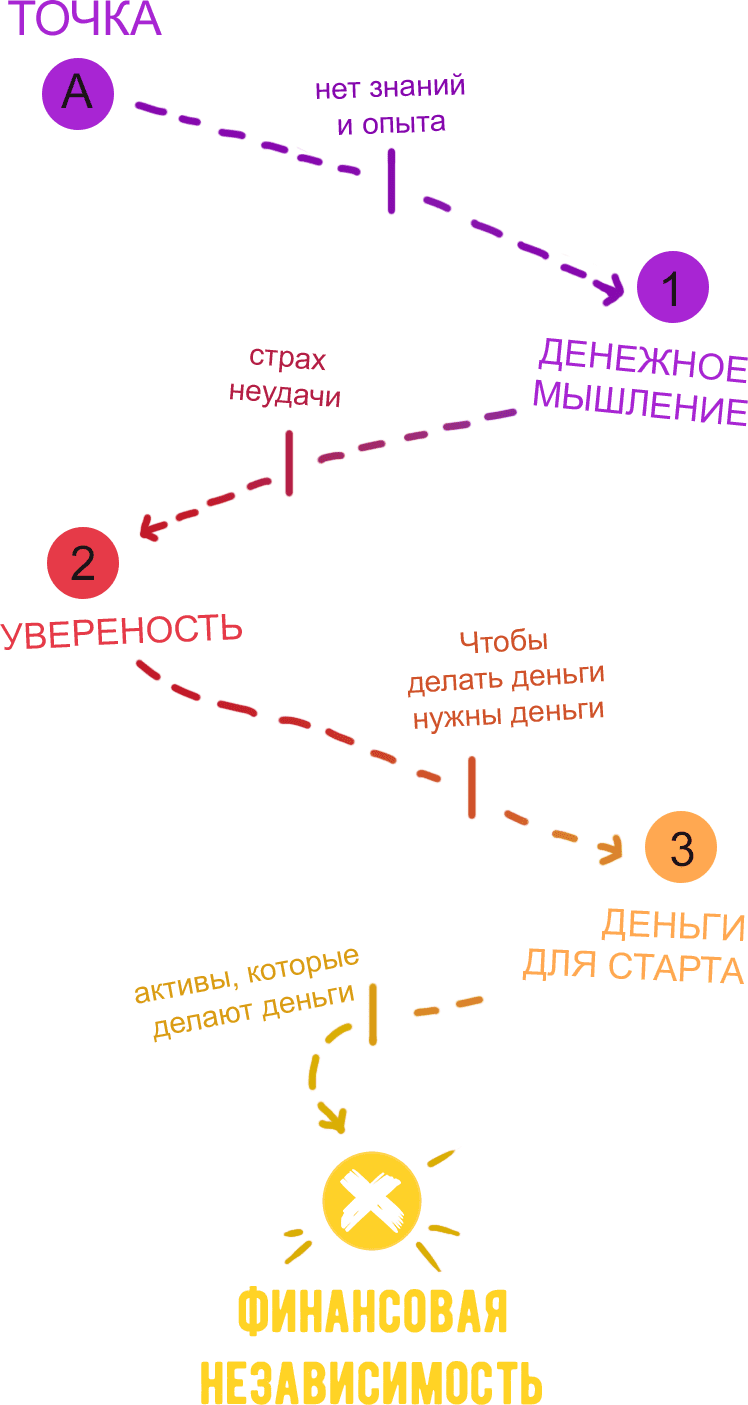 ТОЧКА
А
нет знаний
и опыта
1
ДЕНЕЖНОЕ
МЫШЛЕНИЕ
страх
неудачи
2
УВЕРЕНОСТЬ
Чтобы
делать деньги
нужны деньги
3
ДЕНЬГИ
ДЛЯ СТАРТА
активы, которые
делают деньги
ФИНАНСОВАЯ
НЕЗАВИСИМОСТЬ